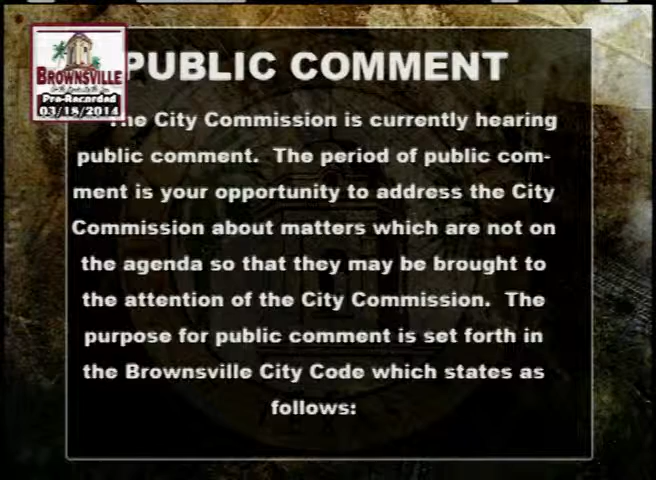 BROWNSVILLE
Pre-Recorded
03/18/2014
PUBLIC COMMENT
The City Commission is currently hearing
public comment. The period of public com-
ment is your opportunity to address the City
Commission about matters which are not on
the agenda so that they may be brought to
the attention of the City Commission. The
purpose for public comment is set forth in
the Brownsville City Code which states as
follows: